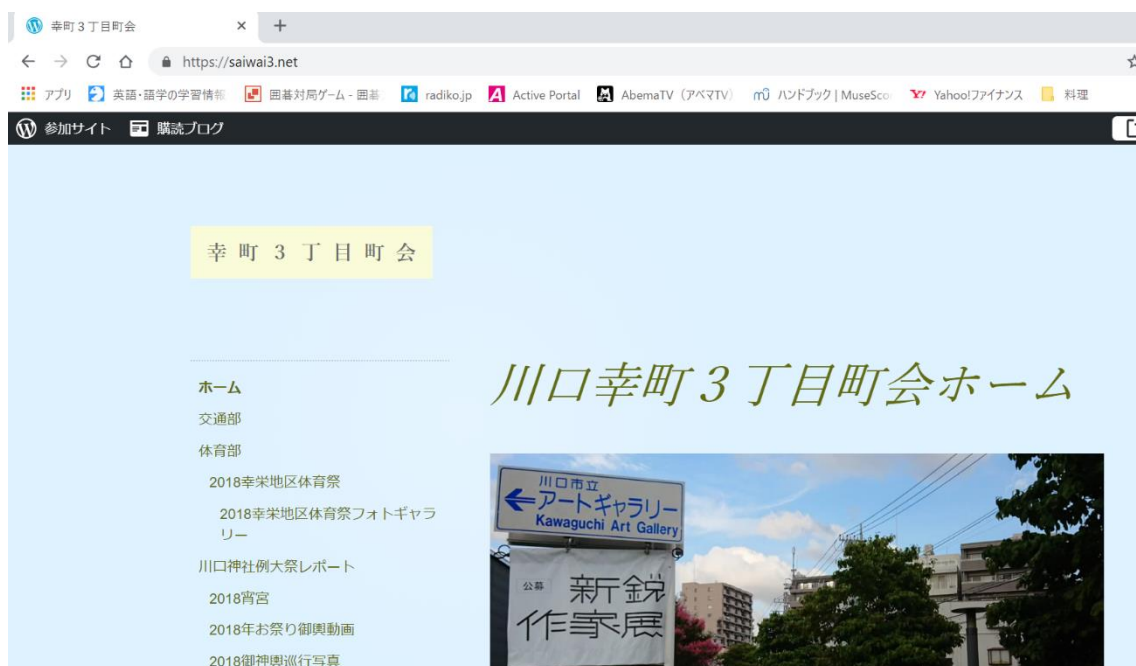 幸町3丁目町会
https://saiwai3.net
アプリ 英語・語学の学習情報 囲碁対局ゲーム - 囲碁 radiko.jp Active Portal AbemaTV（アベマTV） ハンドブック | MuseSco Yahoo!ファイナンス 料理
参加サイト 購読ブログ
幸町3丁目町会
川口幸町3丁目町会ホーム
ホーム
交通部
体育部
2018幸栄地区体育祭
2018幸栄地区体育祭フォトギャラ
リー
川口神社例大祭レポート
2018宵宮
2018年お祭り御輿動画
2018御神輿巡行写真
川口市立
アートギャラリー
Kawaguchi Art Gallery
公募 新鋭
作家展